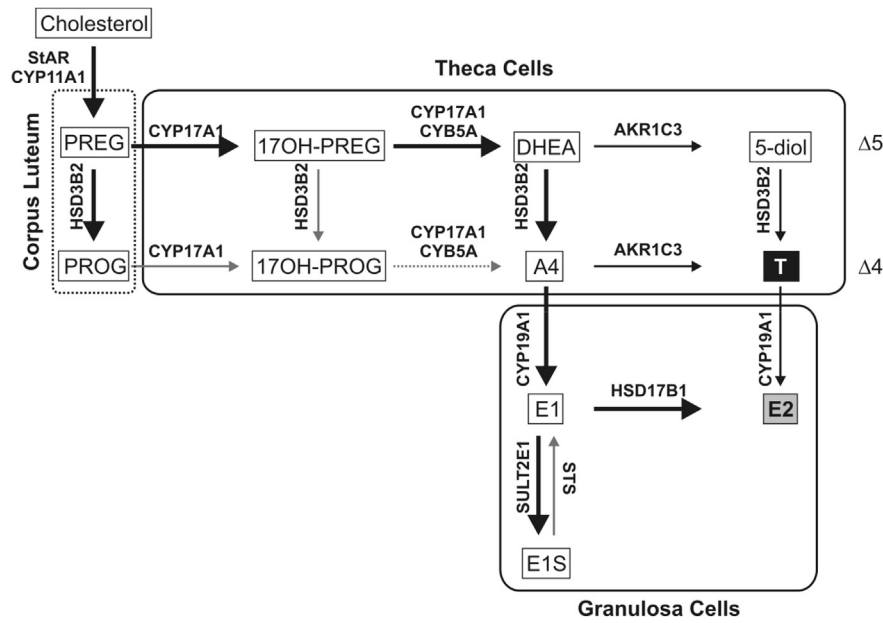 Cholesterol
StAR
CYP11A1
Theca Cells
Corpus Luteum
PREG
CYP17A1
17OH-PREG
CYP17A1
CYB5A
DHEA
AKR1C3
5-diol
Δ5
HSD3B2
HSD3B2
HSD3B2
HSD3B2
PROG
CYP17A1
17OH-PROG
CYP17A1
CYB5A
A4
AKR1C3
T
Δ4
CYP19A1
CYP19A1
E1
HSD17B1
E2
SULT2E1
STS
E1S
Granulosa Cells